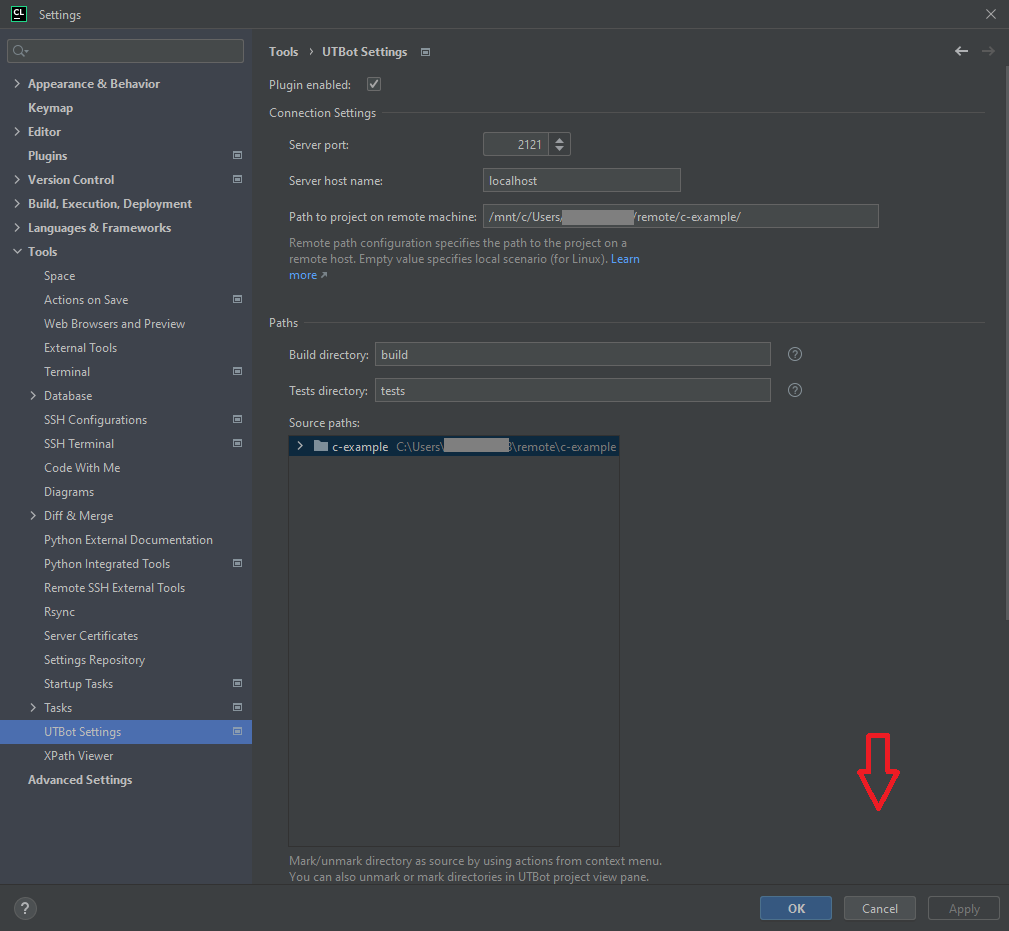 CL Settings
Appearance & Behavior
Keymap
Editor
Plugins
Version Control
Build, Execution, Deployment
Languages & Frameworks
Tools
Space
Actions on Save
Web Browsers and Preview
External Tools
Terminal
Database
SSH Configurations
SSH Terminal
Code With Me
Diagrams
Diff & Merge
Python External Documentation
Python Integrated Tools
Remote SSH External Tools
Rsync
Server Certificates
Settings Repository
Startup Tasks
Tasks
UTBot Settings
XPath Viewer
Advanced Settings
Tools › UTBot Settings
Plugin enabled:
Connection Settings
Server port: 2121
Server host name: localhost
Path to project on remote machine: /mnt/c/Users/ /remote/c-example/
Remote path configuration specifies the path to the project on a
remote host. Empty value specifies local scenario (for Linux). Learn
more ↗
Paths
Build directory: build ?
Tests directory: tests ?
Source paths:
c-example C:\Users\ \remote\c-example
Mark/unmark directory as source by using actions from context menu.
You can also unmark or mark directories in UTBot project view pane.
? OK Cancel Apply